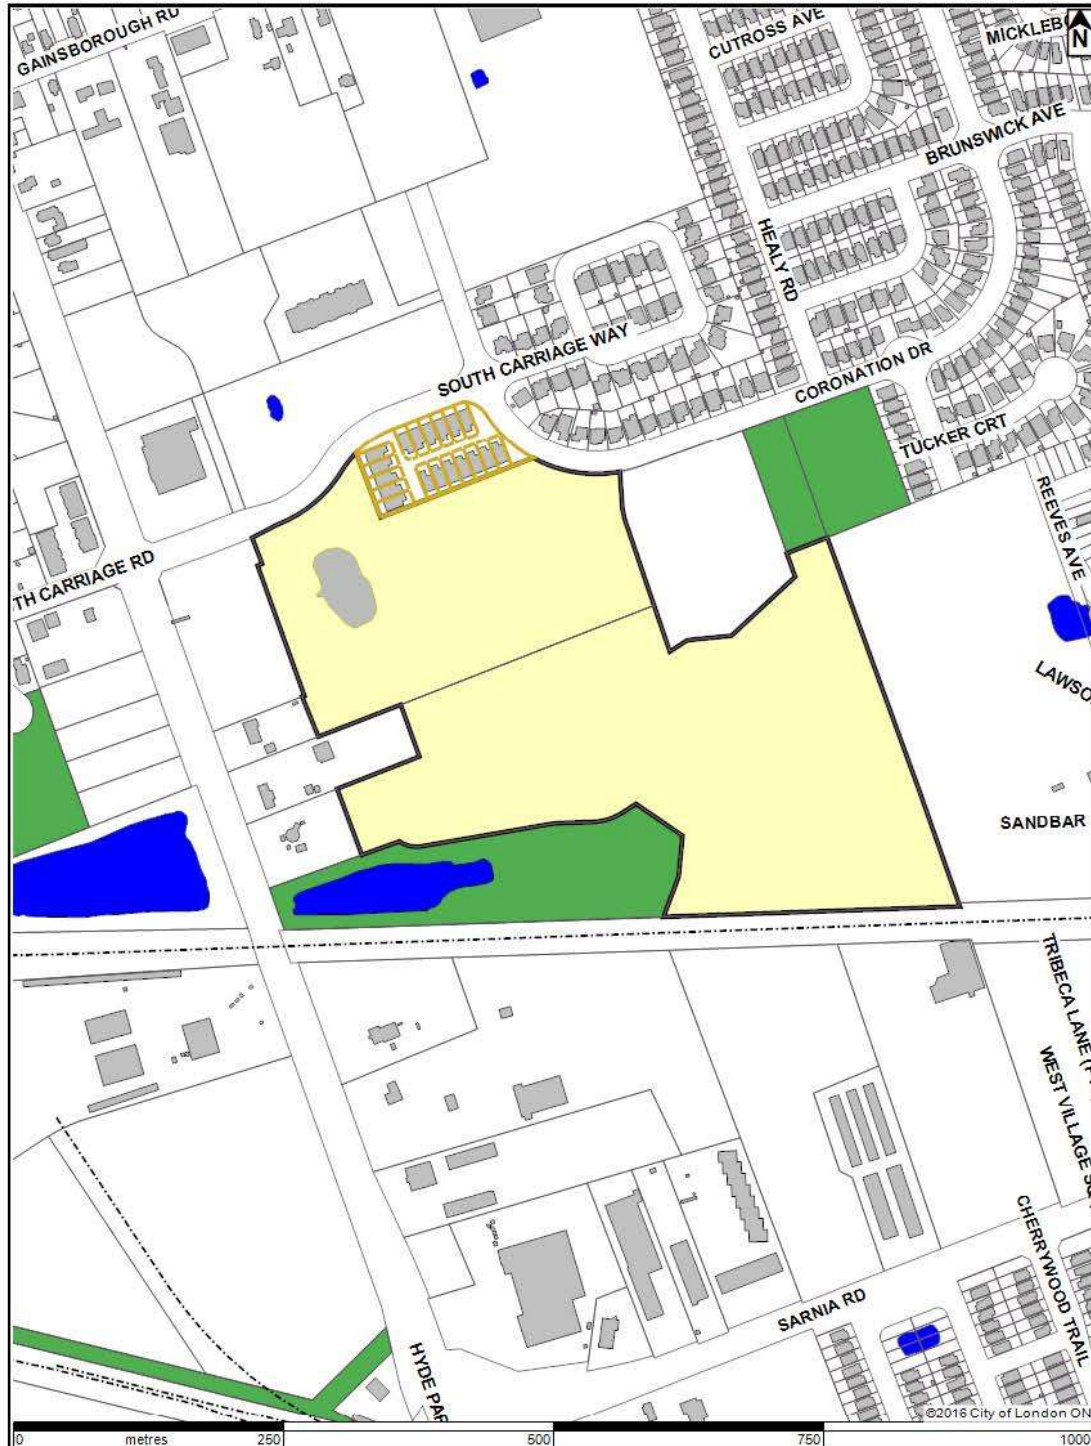 GAINSBOROUGH RD
CUTROSS AVE
MICKLEBO
N
BRUNSWICK AVE
HEALY RD
SOUTH CARRIAGE WAY
CORONATION DR
TUCKER CRT
REEVES AVE
TH CARRIAGE RD
LAWSO
SANDBAR
TRIBECA LANE (P
WEST VILLAGE SQ
CHERRYWOOD TRAIL
SARNIA RD
HYDE PAR
©2016 City of London ON
0 metres 250 500 750 1000